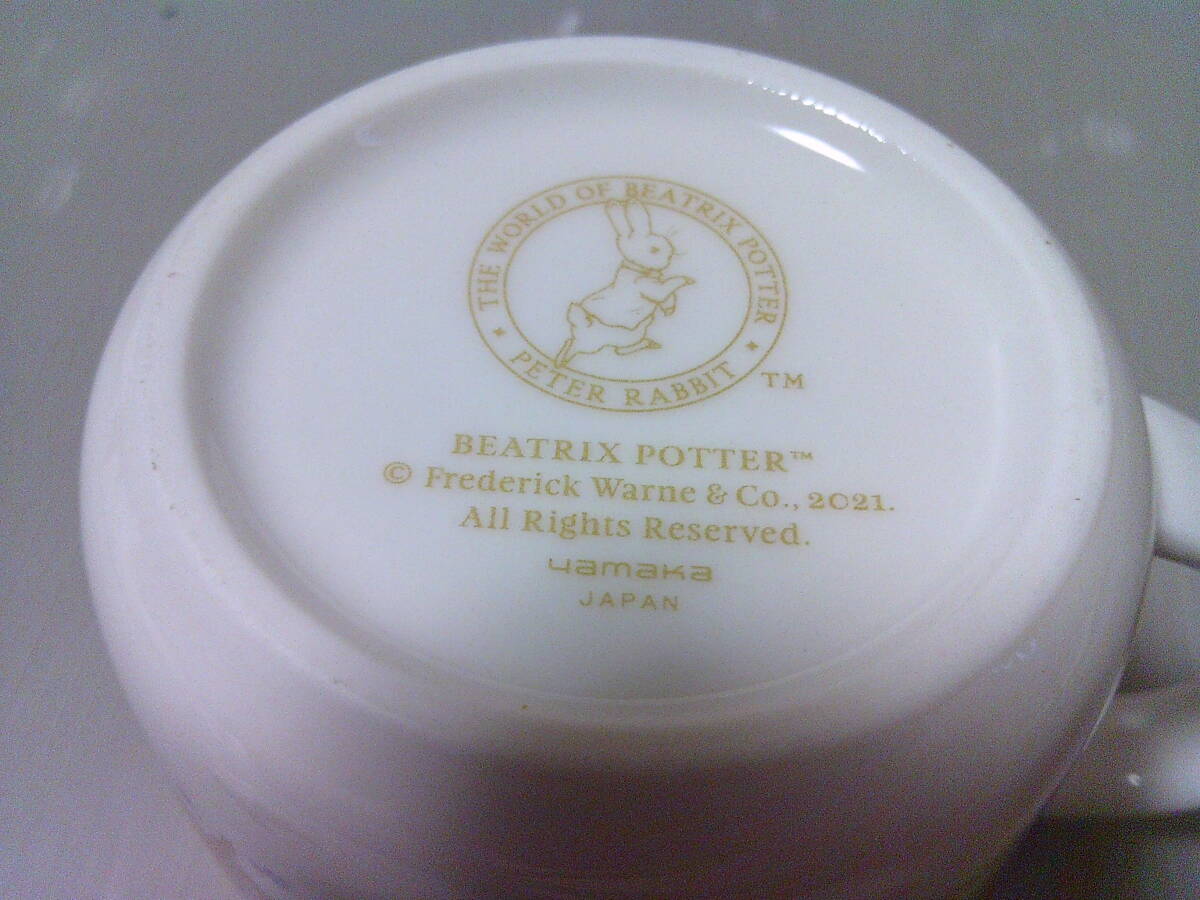 THE WORLD OF BEATRIX POTTER
PETER RABBIT
TM
BEATRIX POTTER™
© Frederick Warne & Co., 2021.
All Rights Reserved.
yamaka
JAPAN